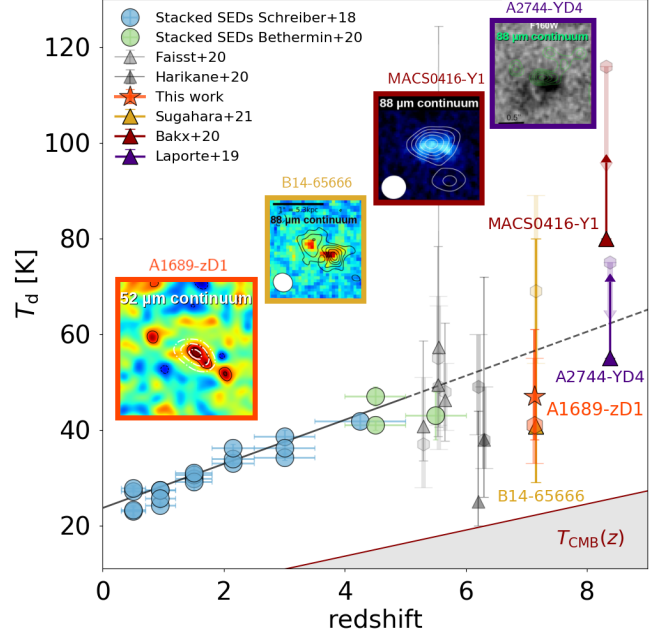 Stacked SEDs Schreiber+18
Stacked SEDs Bethermin+20
Faisst+20
Harikane+20
This work
Sugahara+21
Bakx+20
Laporte+19
A2744-YD4
F160W
88 μm continuum
0.5"
MACS0416-Y1
88 μm continuum
B14-65666
88 μm continuum
A1689-zD1
52 μm continuum
MACS0416-Y1
A2744-YD4
A1689-zD1
B14-65666
T_CMB(z)
T_d [K]
120
100
80
60
40
20
0
2
4
6
8
redshift